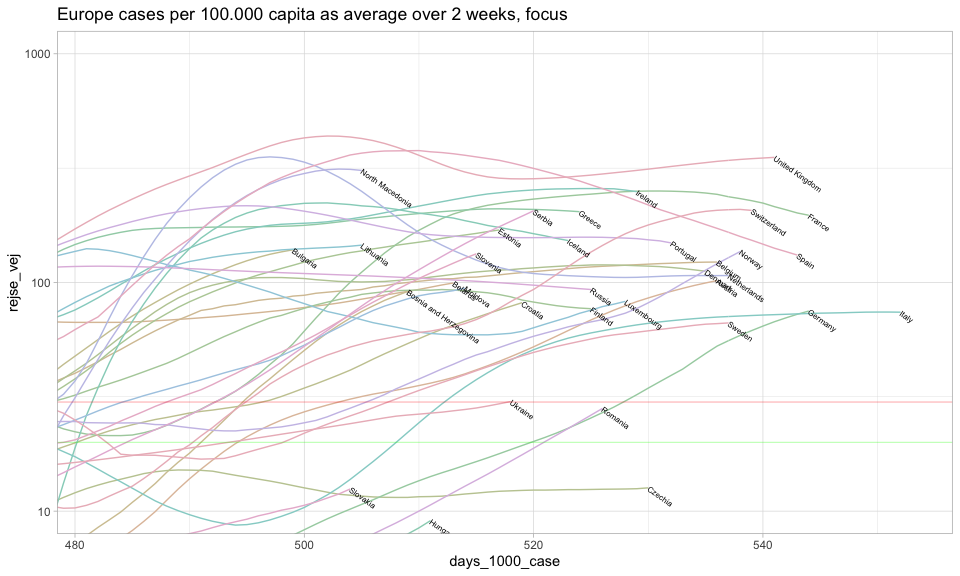 Europe cases per 100.000 capita as average over 2 weeks, focus
1000
100
10
rejse_vej
480
500
520
540
days_1000_case
United Kingdom
North Macedonia
Ireland
France
Switzerland
Serbia
Greece
Estonia
Iceland
Portugal
Spain
Norway
Bulgaria
Lithuania
Slovenia
Belgium
Netherlands
Denmark
Austria
Belarus
Moldova
Bosnia and Herzegovina
Russia
Croatia
Finland
Luxembourg
Sweden
Germany
Italy
Ukraine
Romania
Czechia
Slovakia
Hung